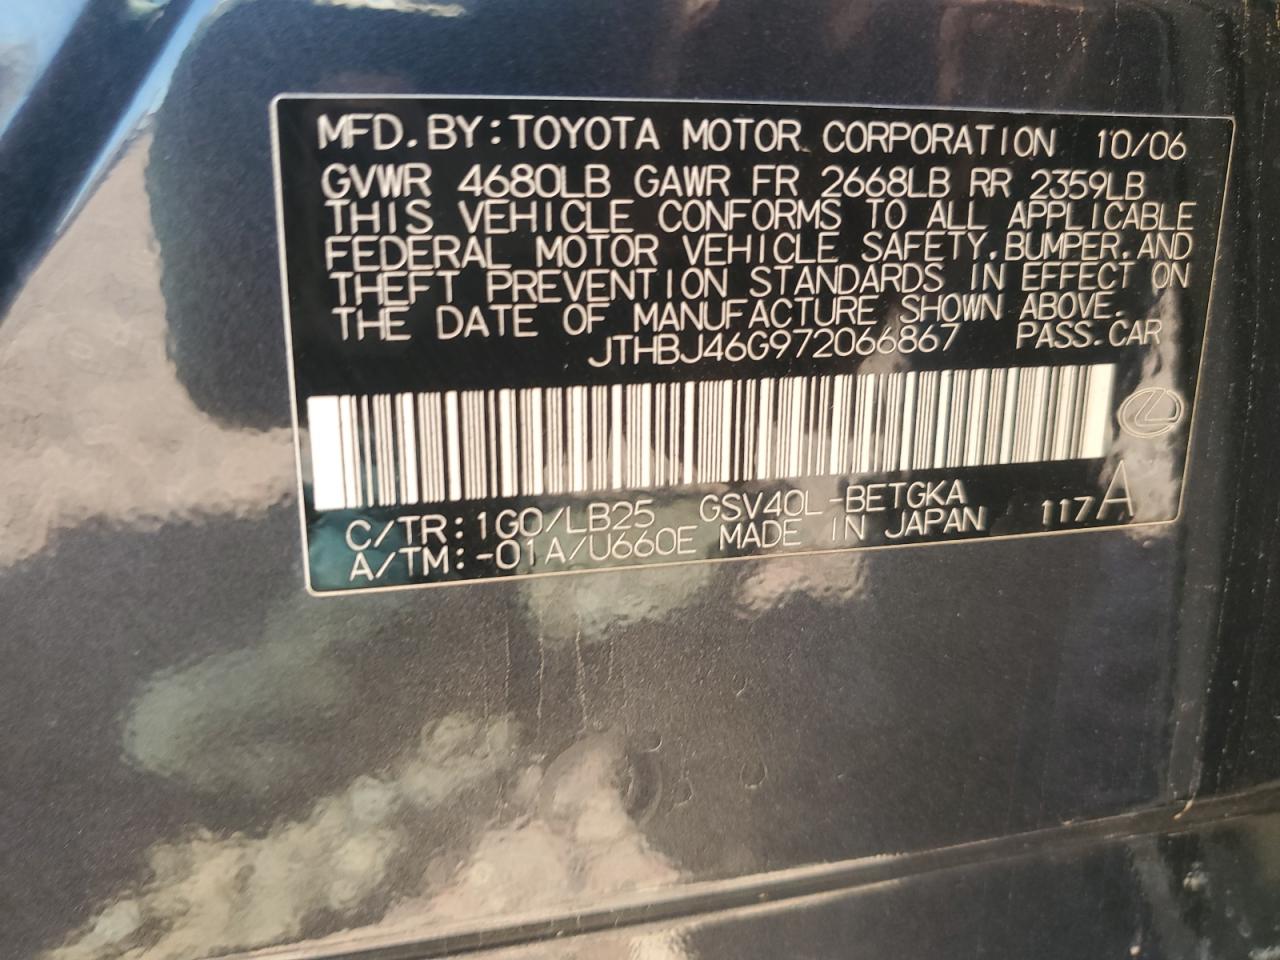 MFD. BY: TOYOTA MOTOR CORPORATION 10/06
GVWR 4680LB GAWR FR 2668LB RR 2359LB
THIS VEHICLE CONFORMS TO ALL APPLICABLE
FEDERAL MOTOR VEHICLE SAFETY, BUMPER, AND
THEFT PREVENTION STANDARDS IN EFFECT ON
THE DATE OF MANUFACTURE SHOWN ABOVE.
JTHBJ46G972066867 PASS. CAR
C/TR: 1G0/LB25 GSV40L-BETGKA
A/TM: -01A/U660E MADE IN JAPAN 117A